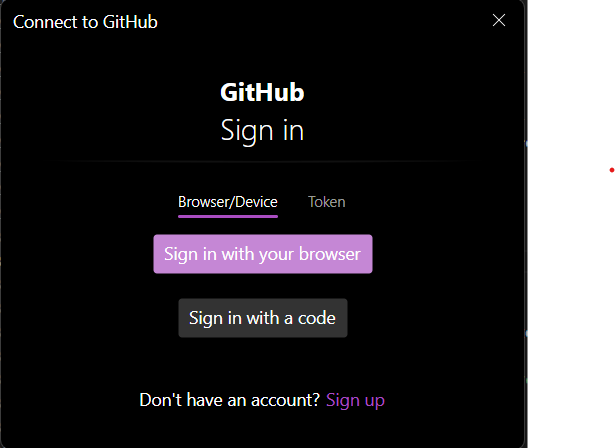 Connect to GitHub
GitHub
Sign in
Browser/Device Token
Sign in with your browser
Sign in with a code
Don't have an account? Sign up